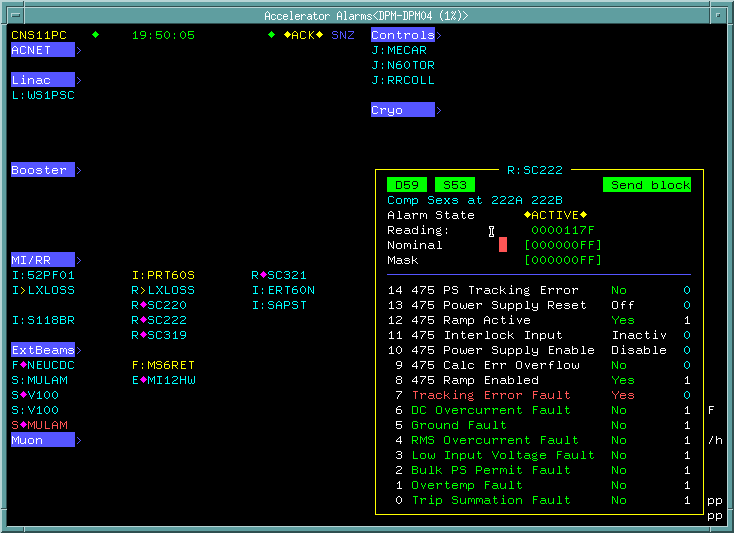 Accelerator Alarms<DPM-DPM04 (1%)>
CNS11PC ◆ 19:50:05 ◆ ◆ACK◆ SNZ Controls>
ACNET > J:MECAR
J:N60TOR
Linac > J:RRCOLL
L:WS1PSC
Cryo >
Booster >
MI/RR >
I:52PF01 I:PRT60S R◆SC321
I>LXLOSS R>LXLOSS I:ERT60N
R◆SC220 I:SAPST
I:S118BR R◆SC222
R◆SC319
ExtBeams>
F◆NEUCDC F:MS6RET
S:MULAM E◆MI12HW
S◆V100
S:V100
S◆MULAM
Muon >
R:SC222
D59 S53 Send block
Comp Sexs at 222A 222B
Alarm State ◆ACTIVE◆
Reading: 0000117F
Nominal [000000FF]
Mask [000000FF]
14 475 PS Tracking Error No 0
13 475 Power Supply Reset Off 0
12 475 Ramp Active Yes 1
11 475 Interlock Input Inactiv 0
10 475 Power Supply Enable Disable 0
9 475 Calc Err Overflow No 0
8 475 Ramp Enabled Yes 1
7 Tracking Error Fault Yes 0
6 DC Overcurrent Fault No 1 F
5 Ground Fault No 1
4 RMS Overcurrent Fault No 1 /h
3 Low Input Voltage Fault No 1
2 Bulk PS Permit Fault No 1
1 Overtemp Fault No 1
0 Trip Summation Fault No 1 pp
pp